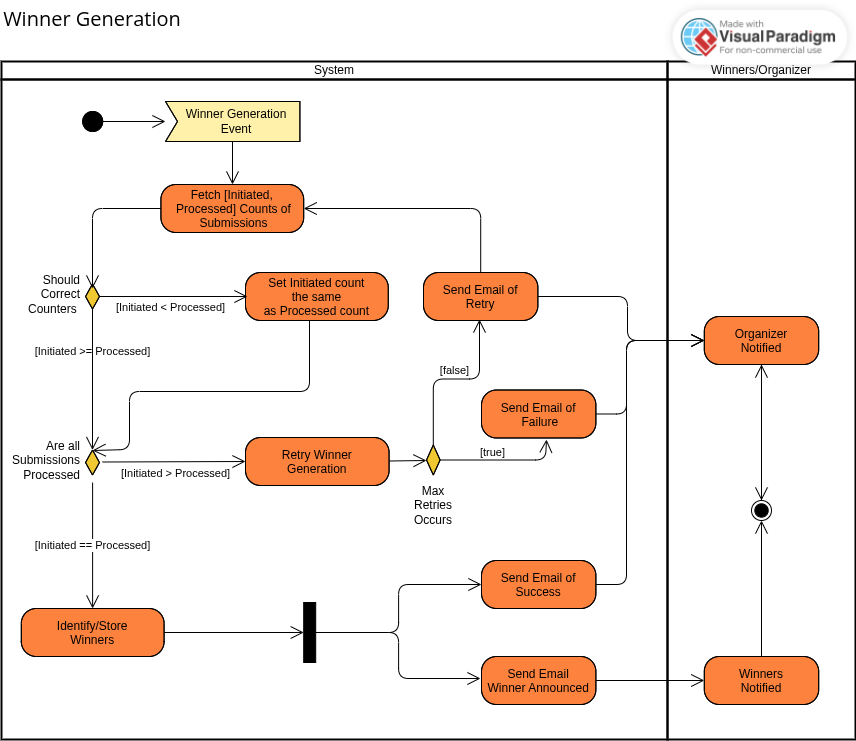 Winner Generation
Made with
Visual Paradigm
For non-commercial use
System
Winners/Organizer
Winner Generation
Event
Fetch [Initiated,
Processed] Counts of
Submissions
Should
Correct
Counters
[Initiated < Processed]
Set Initiated count
the same
as Processed count
Send Email of
Retry
Organizer
Notified
[Initiated >= Processed]
[false]
Send Email of
Failure
Are all
Submissions
Processed
[Initiated > Processed]
Retry Winner
Generation
[true]
Max
Retries
Occurs
[Initiated == Processed]
Send Email of
Success
Identify/Store
Winners
Send Email
Winner Announced
Winners
Notified